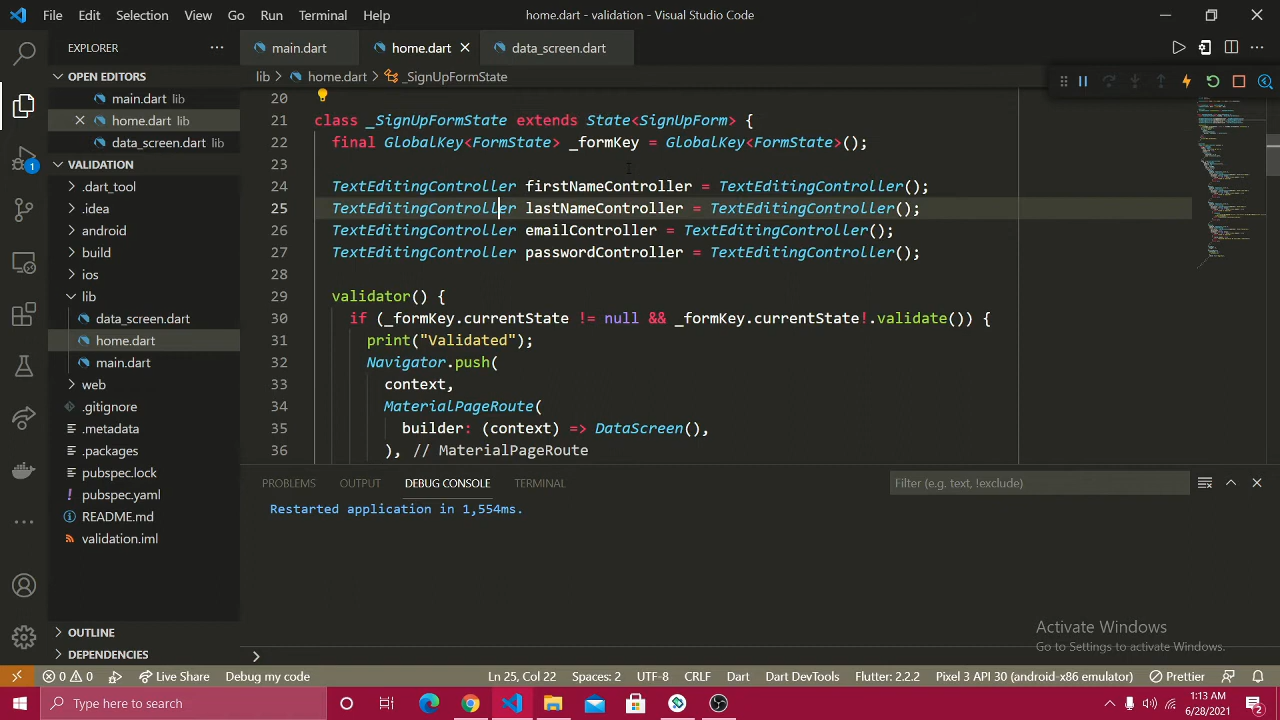 File Edit Selection View Go Run Terminal Help home.dart - validation - Visual Studio Code
EXPLORER main.dart home.dart data_screen.dart
OPEN EDITORS
lib > home.dart > _SignUpFormState
main.dart lib
home.dart lib
data_screen.dart lib
VALIDATION
.dart_tool
.idea
android
build
ios
lib
data_screen.dart
home.dart
main.dart
web
.gitignore
.metadata
.packages
pubspec.lock
pubspec.yaml
README.md
validation.iml
OUTLINE
DEPENDENCIES
1
20
21 class _SignUpFormState extends State<SignUpForm> {
22 final GlobalKey<FormState> _formKey = GlobalKey<FormState>();
23
24 TextEditingController firstNameController = TextEditingController();
25 TextEditingController lastNameController = TextEditingController();
26 TextEditingController emailController = TextEditingController();
27 TextEditingController passwordController = TextEditingController();
28
29 validator() {
30 if (_formKey.currentState != null && _formKey.currentState!.validate()) {
31 print("Validated");
32 Navigator.push(
33 context,
34 MaterialPageRoute(
35 builder: (context) => DataScreen(),
36 ), // MaterialPageRoute
PROBLEMS OUTPUT DEBUG CONSOLE TERMINAL Filter (e.g. text, !exclude)
Restarted application in 1,554ms.
Activate Windows
Go to Settings to activate Windows.
>
0 0 Live Share Debug my code Ln 25, Col 22 Spaces: 2 UTF-8 CRLF Dart Dart DevTools Flutter: 2.2.2 Pixel 3 API 30 (android-x86 emulator) Prettier
Type here to search 1:13 AM
6/28/2021 2